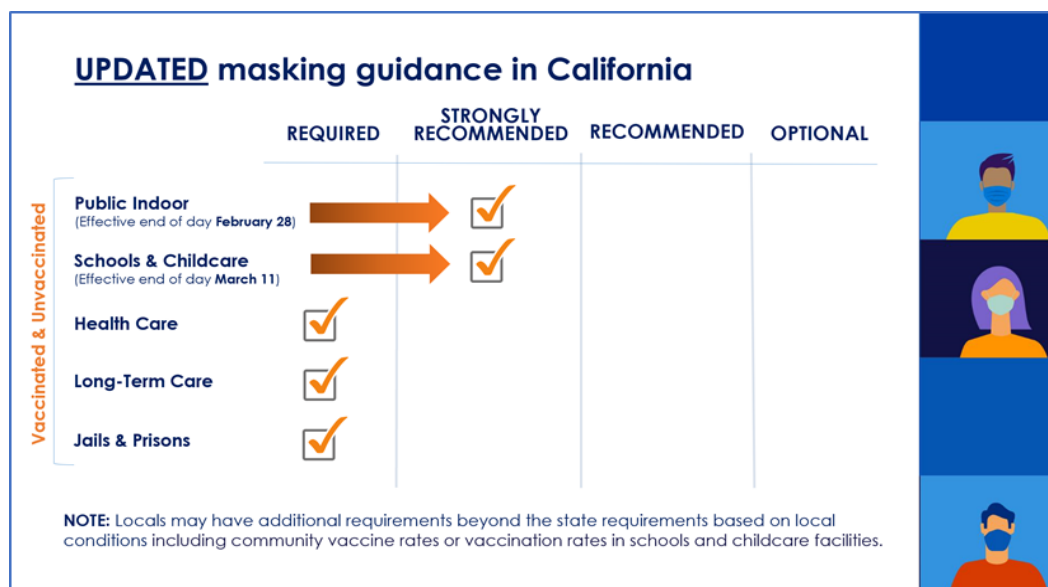 UPDATED masking guidance in California
REQUIRED
STRONGLY
RECOMMENDED
RECOMMENDED
OPTIONAL
Vaccinated & Unvaccinated
Public Indoor
(Effective end of day February 28)
Schools & Childcare
(Effective end of day March 11)
Health Care
Long-Term Care
Jails & Prisons
NOTE: Locals may have additional requirements beyond the state requirements based on local
conditions including community vaccine rates or vaccination rates in schools and childcare facilities.